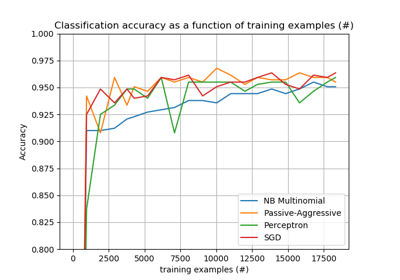 Classification accuracy as a function of training examples (#)
1.000
0.975
0.950
0.925
0.900
0.875
0.850
0.825
0.800
Accuracy
NB Multinomial
Passive-Aggressive
Perceptron
SGD
0 2500 5000 7500 10000 12500 15000 17500
training examples (#)